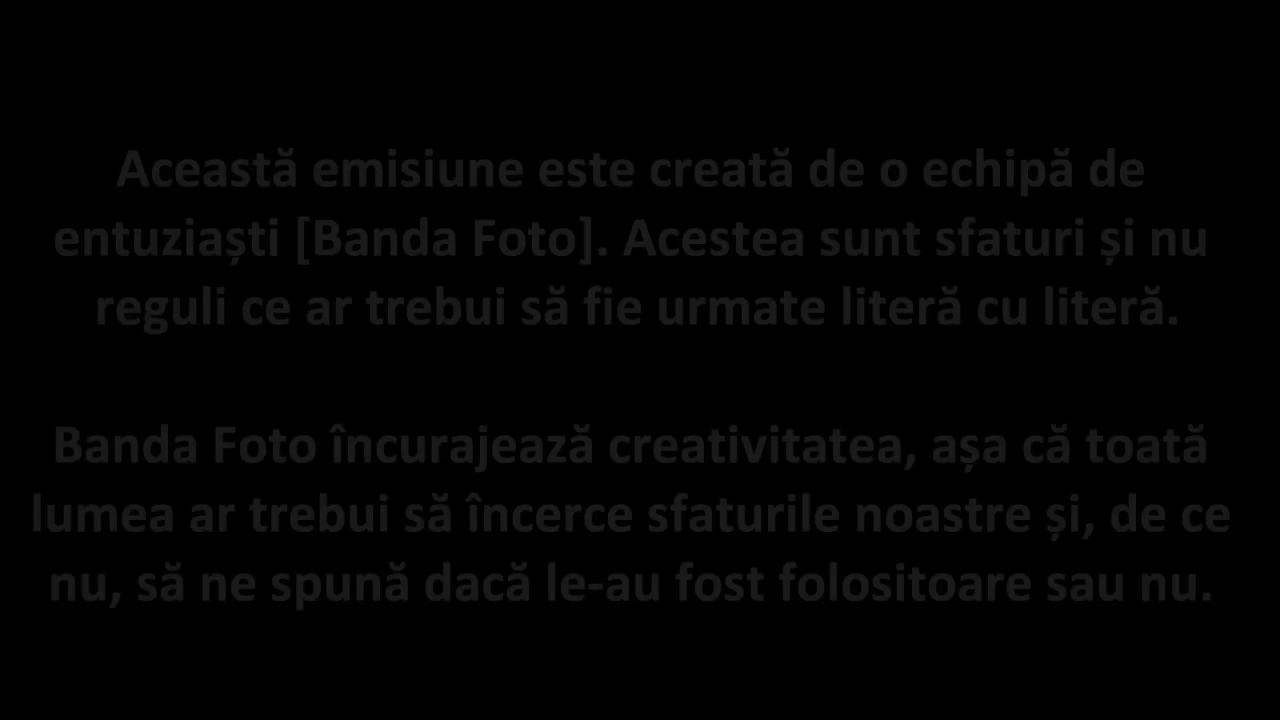 Această emisiune este creată de o echipă de
entuziaști [Banda Foto]. Acestea sunt sfaturi și nu
reguli ce ar trebui să fie urmate literă cu literă.
Banda Foto încurajează creativitatea, așa că toată
lumea ar trebui să încerce sfaturile noastre și, de ce
nu, să ne spună dacă le-au fost folositoare sau nu.